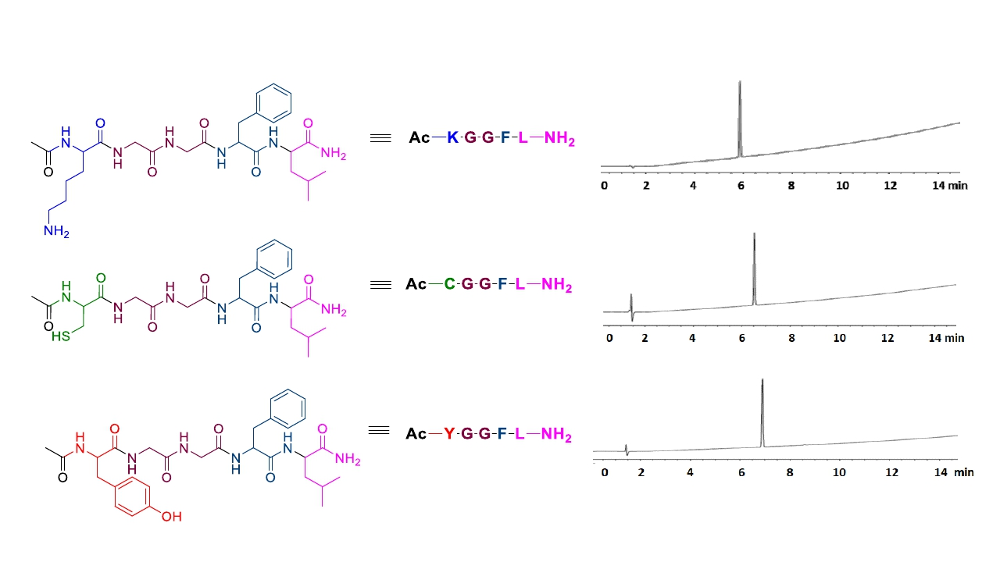 H
N
O
O
N
H
H
N
O
O
N
H
H
N
O
O
NH2
NH2
Ac—K-G-G-F-L—NH2
0 2 4 6 8 10 12 14 min
H
N
O
O
HS
N
H
H
N
O
O
N
H
H
N
O
O
NH2
Ac—C-G-G-F-L—NH2
0 2 4 6 8 10 12 14 min
H
N
O
O
N
H
H
N
O
O
N
H
H
N
O
O
NH2
OH
Ac—Y-G-G-F-L—NH2
0 2 4 6 8 10 12 14 min